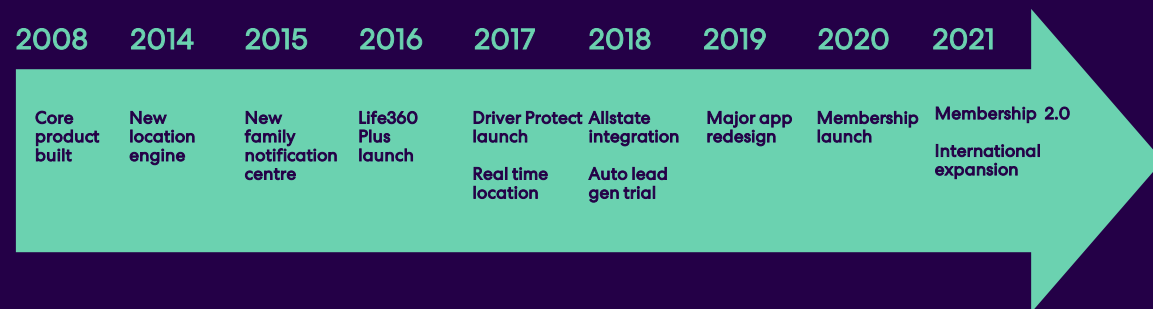 2008 2014 2015 2016 2017 2018 2019 2020 2021
Core
product
built
New
location
engine
New
family
notification
centre
Life360
Plus
launch
Driver Protect
launch
Real time
location
Allstate
integration
Auto lead
gen trial
Major app
redesign
Membership
launch
Membership 2.0
International
expansion